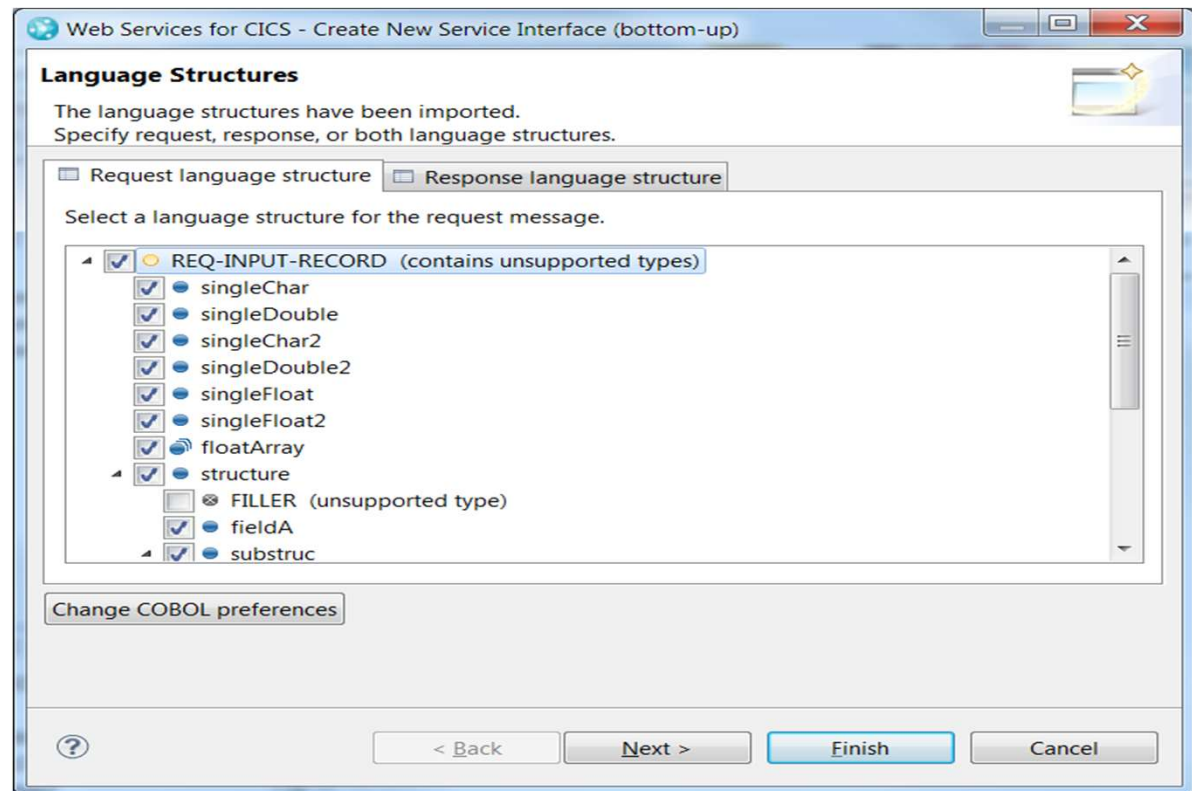 Web Services for CICS - Create New Service Interface (bottom-up)
Language Structures
The language structures have been imported.
Specify request, response, or both language structures.
Request language structure
Response language structure
Select a language structure for the request message.
REQ-INPUT-RECORD (contains unsupported types)
singleChar
singleDouble
singleChar2
singleDouble2
singleFloat
singleFloat2
floatArray
structure
FILLER (unsupported type)
fieldA
substruc
Change COBOL preferences
< Back
Next >
Finish
Cancel